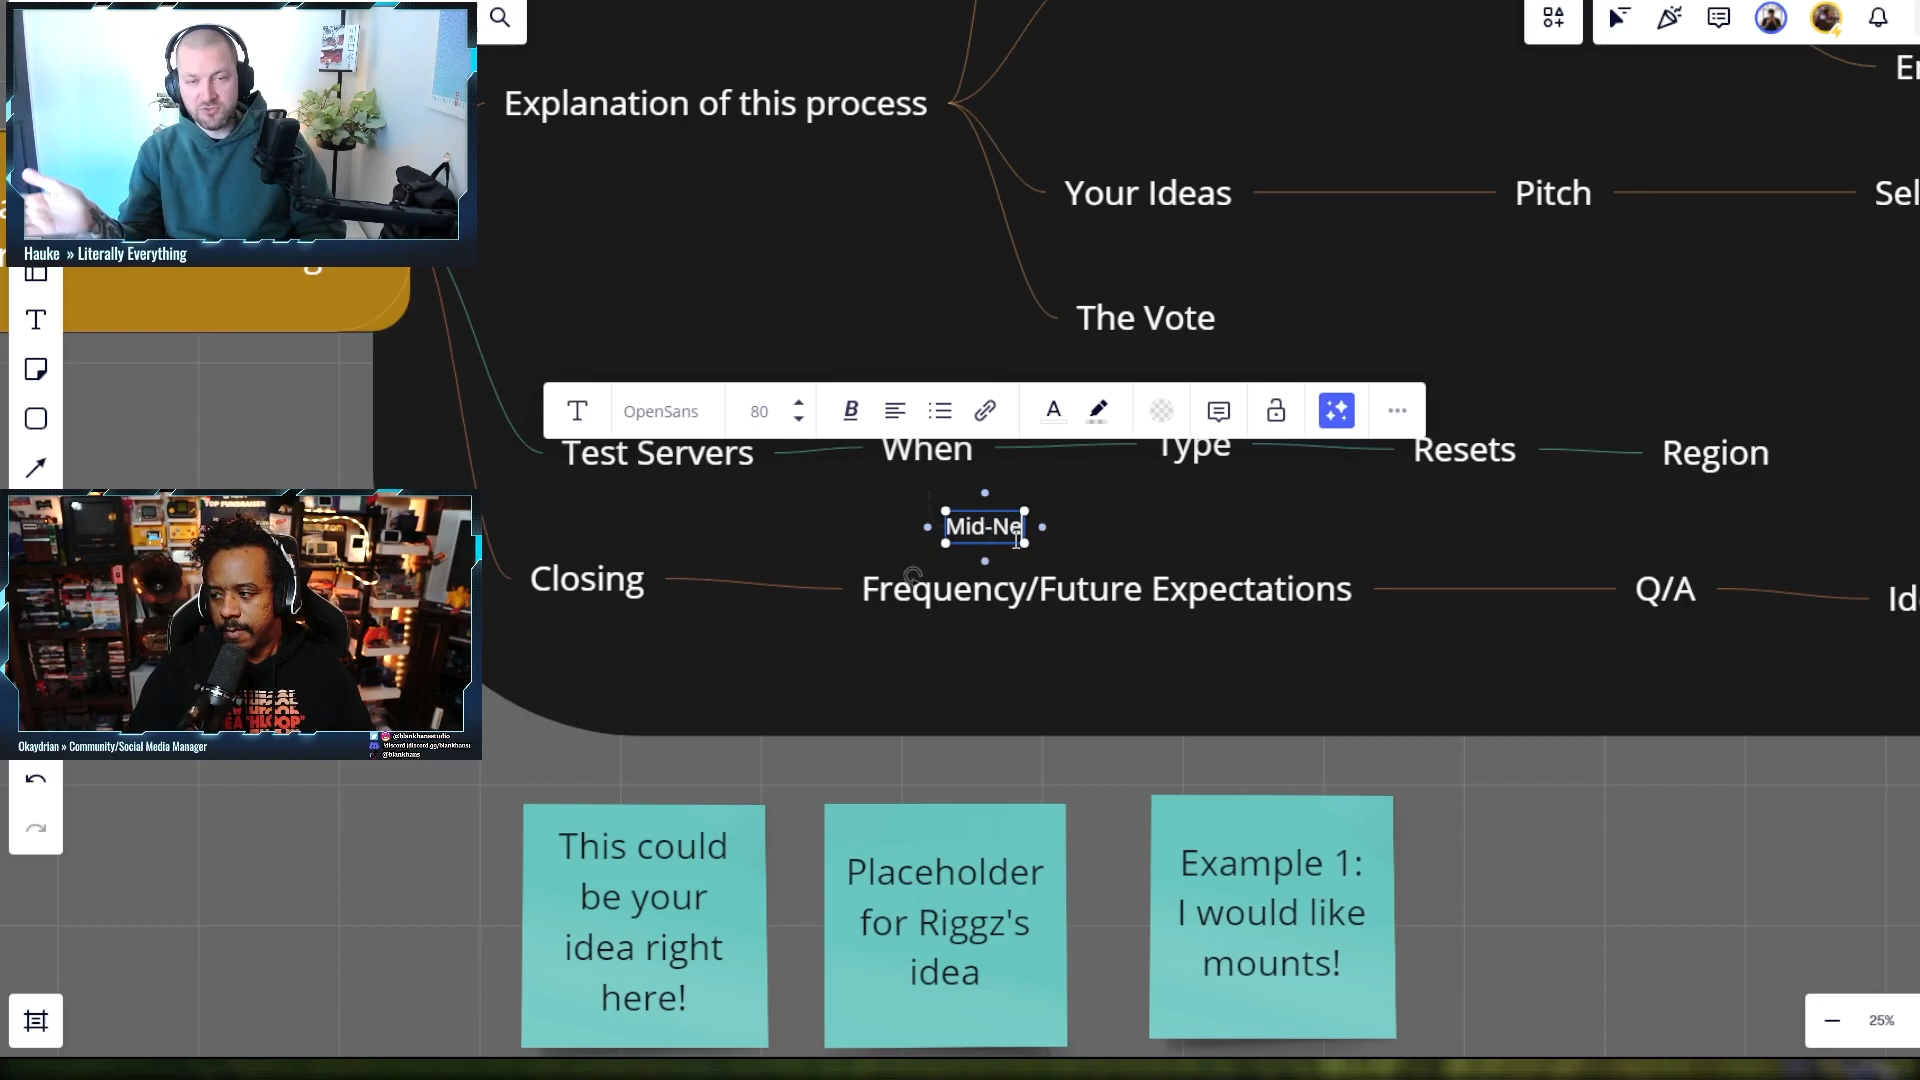 Explanation of this process
Your Ideas
Pitch
The Vote
Hauke » Literally Everything
OpenSans
80
B
A
Test Servers
When
Type
Resets
Region
Mid-Ne
Closing
Frequency/Future Expectations
Q/A
Okaydrian » Community/Social Media Manager
@blankhansstudio
@blankhans
This could
be your
idea right
here!
Placeholder
for Riggz's
idea
Example 1:
I would like
mounts!
25%